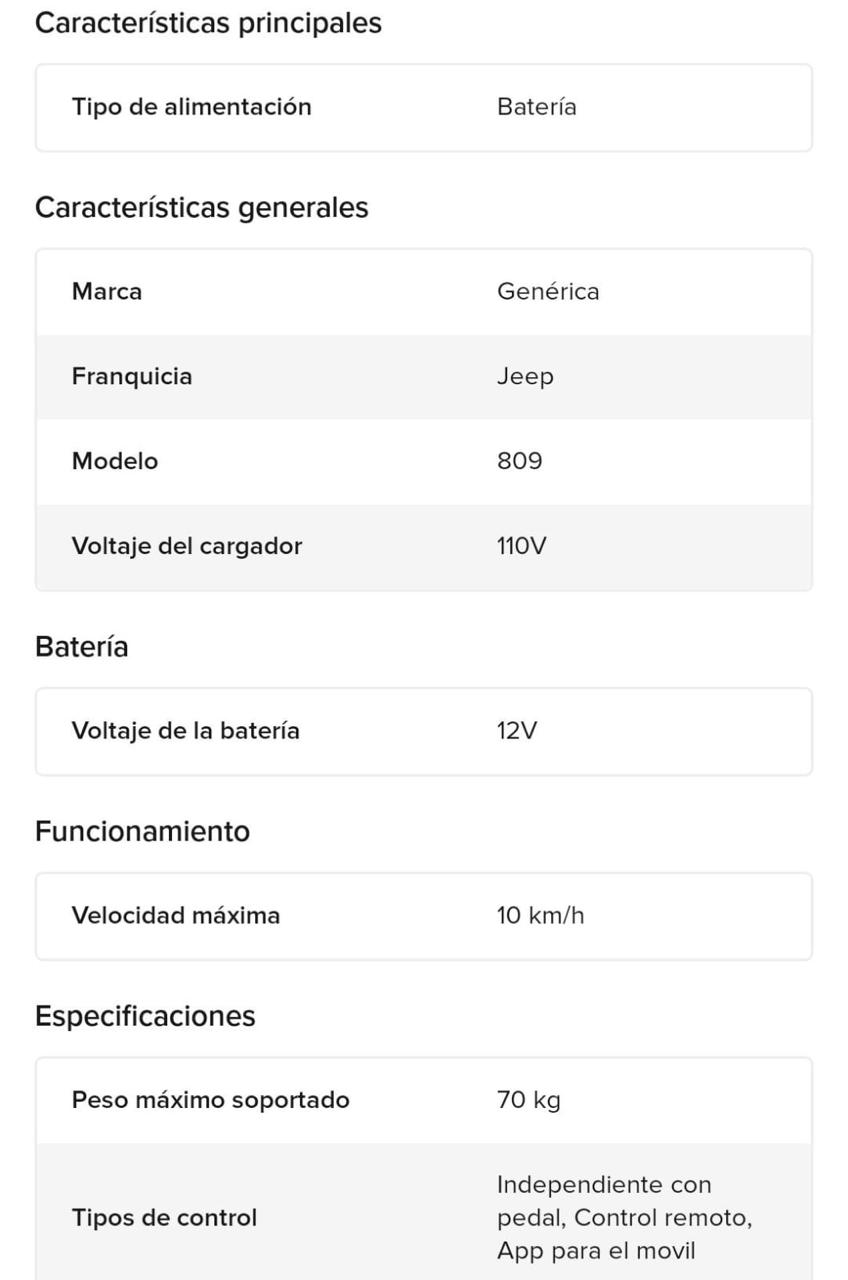 Características principales
Tipo de alimentación Batería
Características generales
Marca Genérica
Franquicia Jeep
Modelo 809
Voltaje del cargador 110V
Batería
Voltaje de la batería 12V
Funcionamiento
Velocidad máxima 10 km/h
Especificaciones
Peso máximo soportado 70 kg
Tipos de control
Independiente con
pedal, Control remoto,
App para el movil